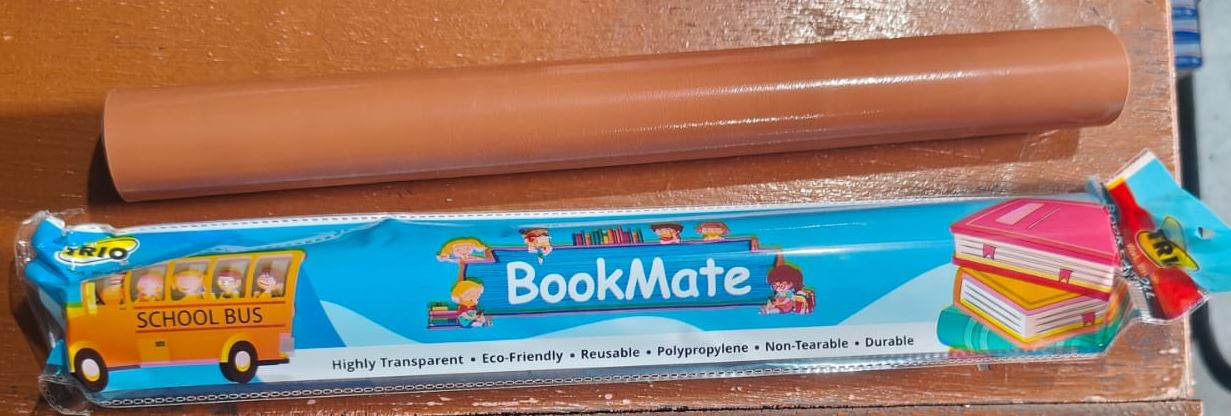 TRIO
BookMate
SCHOOL BUS
Highly Transparent • Eco-Friendly • Reusable • Polypropylene • Non-Tearable • Durable